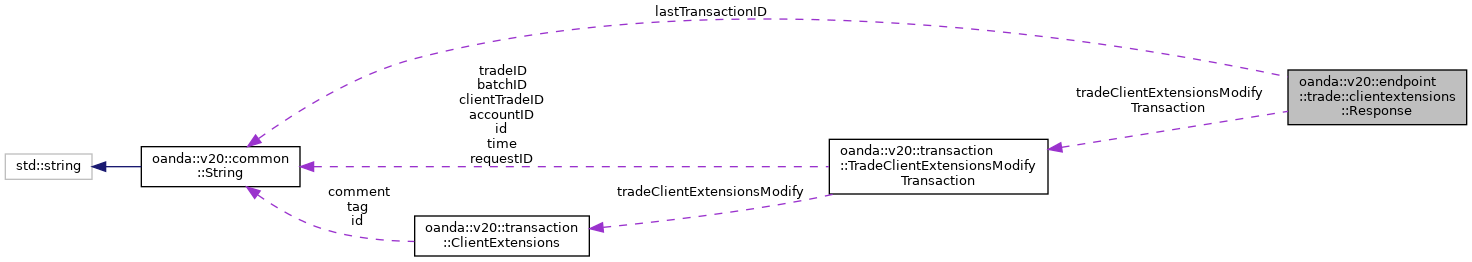 lastTransactionID
tradeID
batchID
clientTradeID
accountID
id
time
requestID
oanda::v20::endpoint
::trade::clientextensions
::Response
tradeClientExtensionsModify
Transaction
std::string
oanda::v20::common
::String
oanda::v20::transaction
::TradeClientExtensionsModify
Transaction
comment
tag
id
tradeClientExtensionsModify
oanda::v20::transaction
::ClientExtensions